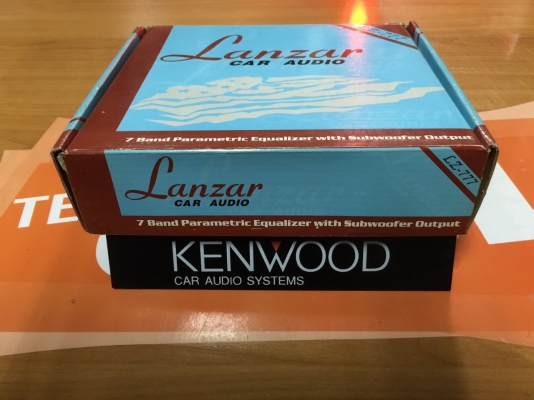 Lanzar
CAR AUDIO
7 Band Parametric Equalizer with Subwoofer Output
Lanzar
CAR AUDIO
LZ-777
7 Band Parametric Equalizer with Subwoofer Output
TE
KENWOOD
CAR AUDIO SYSTEMS